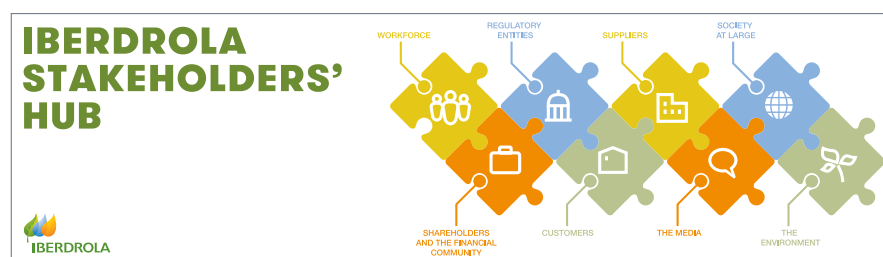 IBERDROLA
STAKEHOLDERS’
HUB
WORKFORCE
REGULATORY
ENTITIES
SUPPLIERS
SOCIETY
AT LARGE
SHAREHOLDERS
AND THE FINANCIAL
COMMUNITY
CUSTOMERS
THE MEDIA
THE
ENVIRONMENT
IBERDROLA